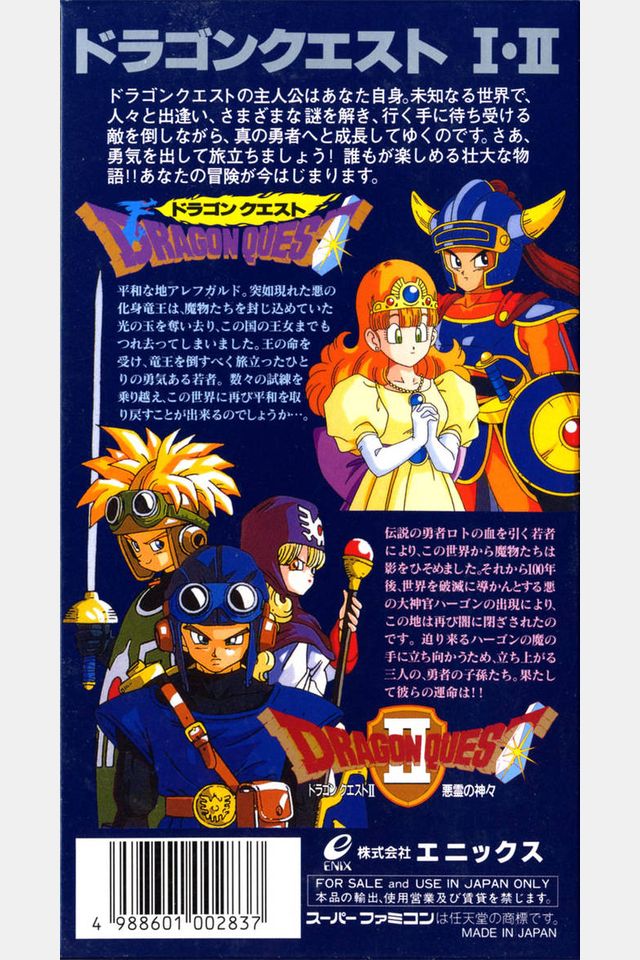 ドラゴンクエスト I・II
ドラゴンクエストの主人公はあなた自身。未知なる世界で、
人々と出逢い、さまざまな謎を解き、行く手に待ち受ける
敵を倒しながら、真の勇者へと成長してゆくのです。さあ、
勇気を出して旅立ちましょう! 誰もが楽しめる壮大な物
語!!あなたの冒険が今はじまります。
ドラゴン クエスト
DRAGON QUEST
平和な地アレフガルド。突如現れた悪の
化身竜王は、魔物たちを封じ込めていた
光の玉を奪い去り、この国の王女までも
つれ去ってしまいました。王の命を
受け、竜王を倒すべく旅立ったひと
りの勇気ある若者。数々の試練を
乗り越え、この世界に再び平和を取
り戻すことが出来るのでしょうか…。
伝説の勇者ロトの血を引く若者
により、この世界から魔物たちは
影をひそめました。それから100年
後、世界を破滅に導かんとする悪
の大神官ハーゴンの出現により、
この地は再び闇に閉ざされたの
です。迫り来るハーゴンの魔の
手に立ち向かうため、立ち上がる
三人の、勇者の子孫たち。果たし
て彼らの運命は!!
DRAGON QUEST
II
ドラゴン クエストII 悪霊の神々
4 988601 002837
ENIX 株式会社 エニックス
FOR SALE and USE IN JAPAN ONLY
本品の輸出、使用営業及び賃貸を禁じます。
スーパーファミコンは任天堂の商標です。
MADE IN JAPAN